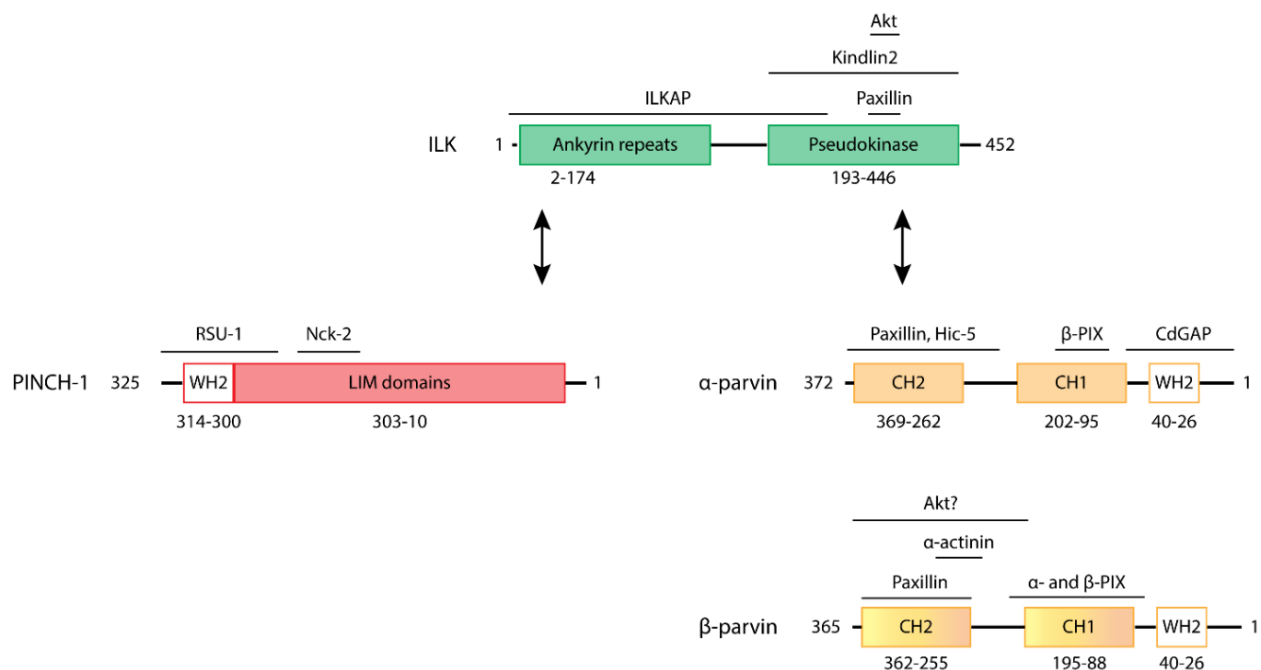 Akt
Kindlin2
ILKAP Paxillin
ILK 1 Ankyrin repeats Pseudokinase 452
2-174 193-446
RSU-1 Nck-2 Paxillin, Hic-5 β-PIX CdGAP
PINCH-1 325 WH2 LIM domains 1 α-parvin 372 CH2 CH1 WH2 1
314-300 303-10 369-262 202-95 40-26
Akt?
α-actinin
Paxillin α- and β-PIX
β-parvin 365 CH2 CH1 WH2 1
362-255 195-88 40-26